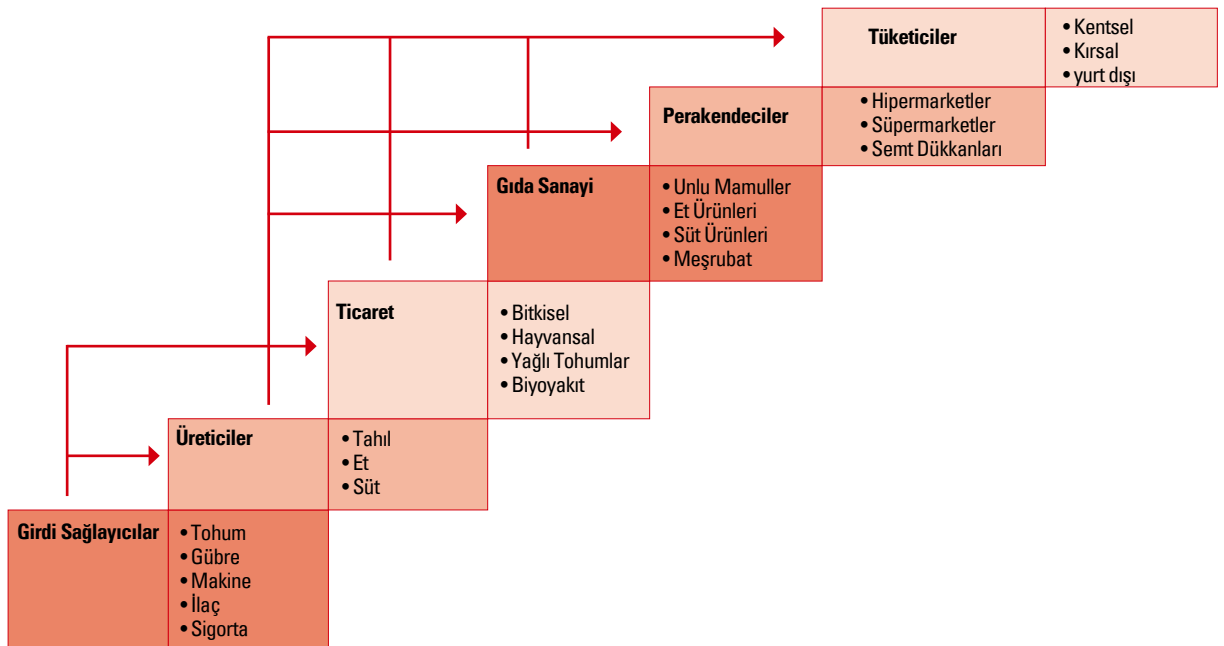 Tüketiciler
• Kentsel
• Kırsal
• yurt dışı
Perakendeciler
• Hipermarketler
• Süpermarketler
• Semt Dükkanları
Gıda Sanayi
• Unlu Mamuller
• Et Ürünleri
• Süt Ürünleri
• Meşrubat
Ticaret
• Bitkisel
• Hayvansal
• Yağlı Tohumlar
• Biyoyakıt
Üreticiler
• Tahıl
• Et
• Süt
Girdi Sağlayıcılar
• Tohum
• Gübre
• Makine
• İlaç
• Sigorta